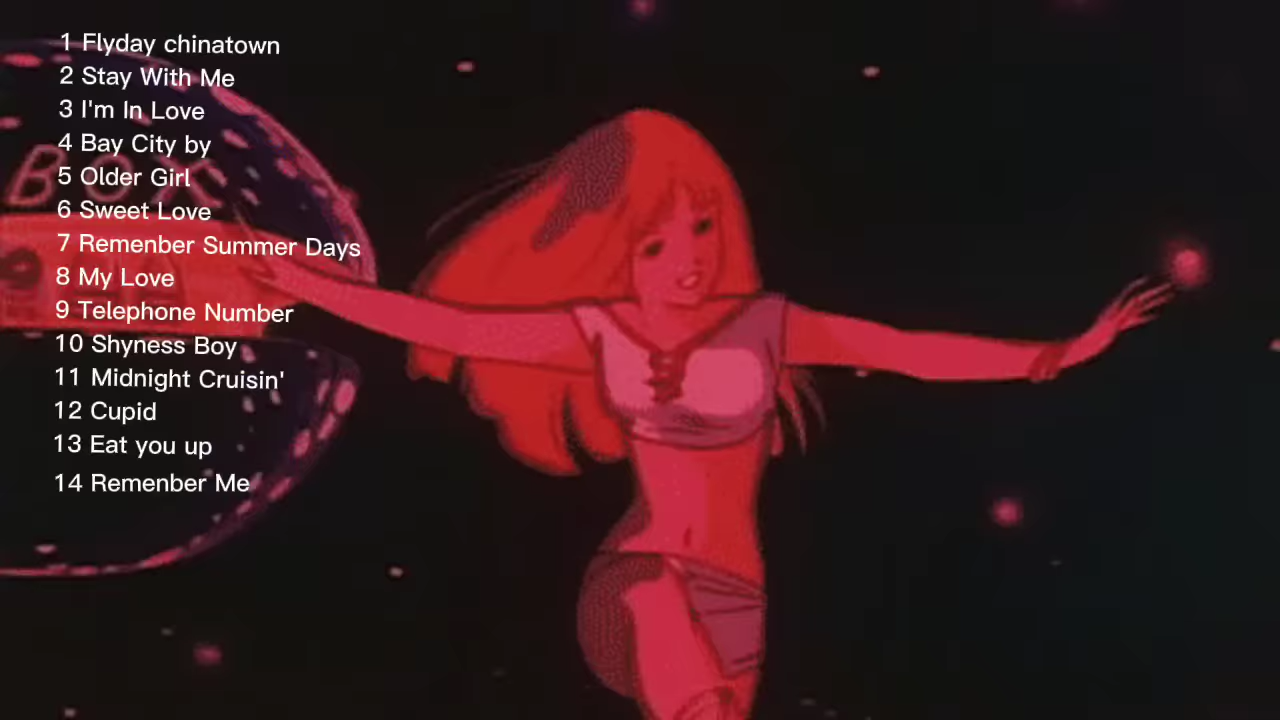 1 Flyday chinatown
2 Stay With Me
3 I'm In Love
4 Bay City by
5 Older Girl
6 Sweet Love
7 Remenber Summer Days
8 My Love
9 Telephone Number
10 Shyness Boy
11 Midnight Cruisin'
12 Cupid
13 Eat you up
14 Remenber Me
BOX